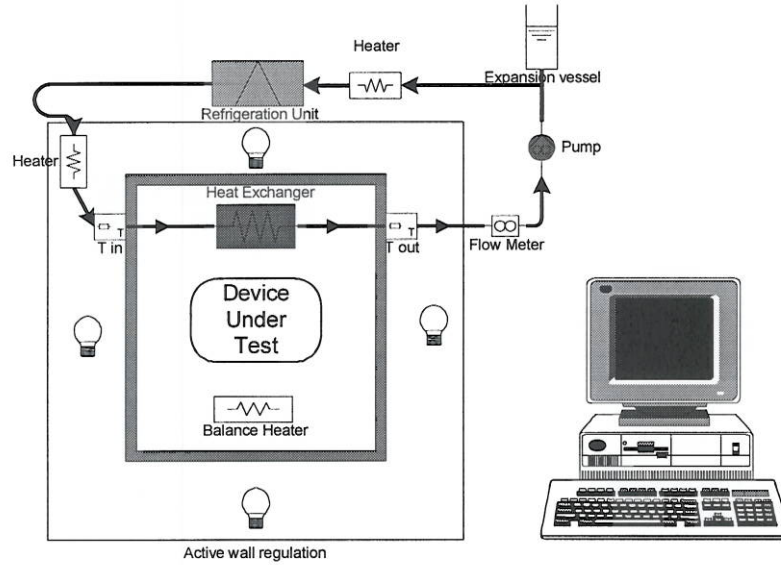 Heater
Expansion vessel
Refrigeration Unit
Heater
Pump
Heat Exchanger
T
T in
T
T out
Flow Meter
Device
Under
Test
Balance Heater
Active wall regulation